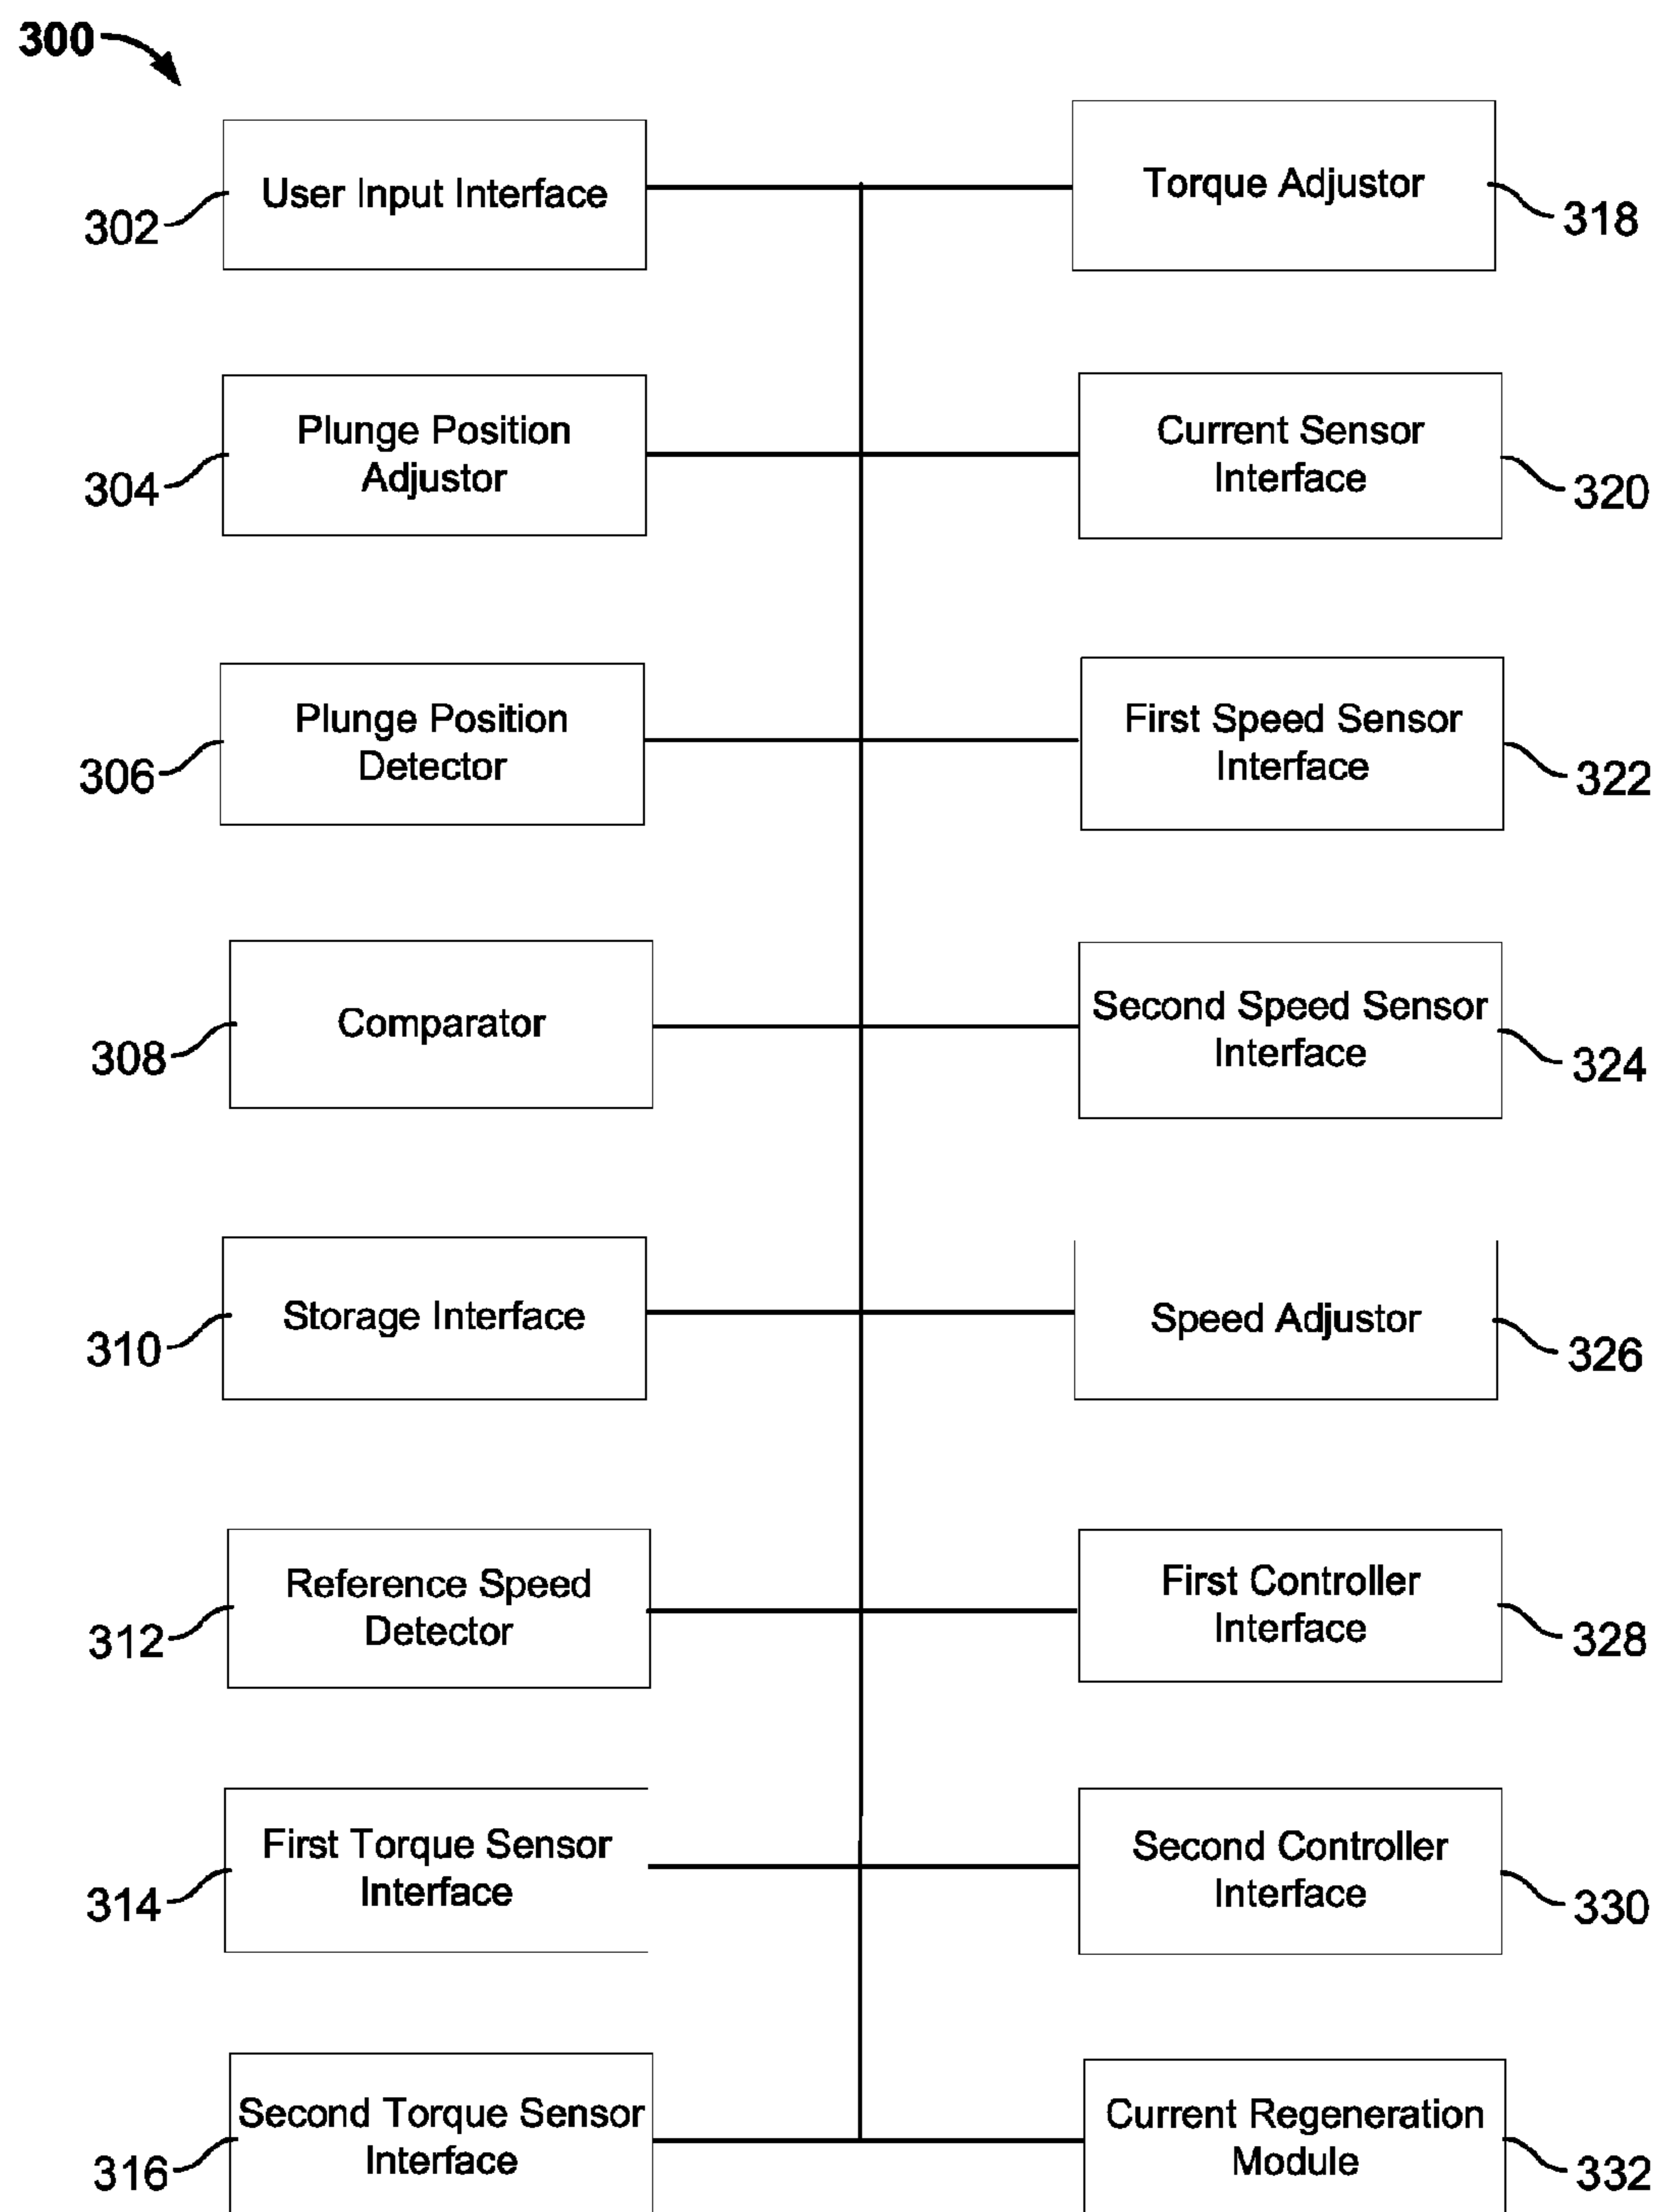 300
User Input Interface
302
Torque Adjustor
318
Plunge Position
Adjustor
304
Current Sensor
Interface
320
Plunge Position
Detector
306
First Speed Sensor
Interface
322
Comparator
308
Second Speed Sensor
Interface
324
Storage Interface
310
Speed Adjustor
326
Reference Speed
Detector
312
First Controller
Interface
328
First Torque Sensor
Interface
314
Second Controller
Interface
330
Second Torque Sensor
Interface
316
Current Regeneration
Module
332